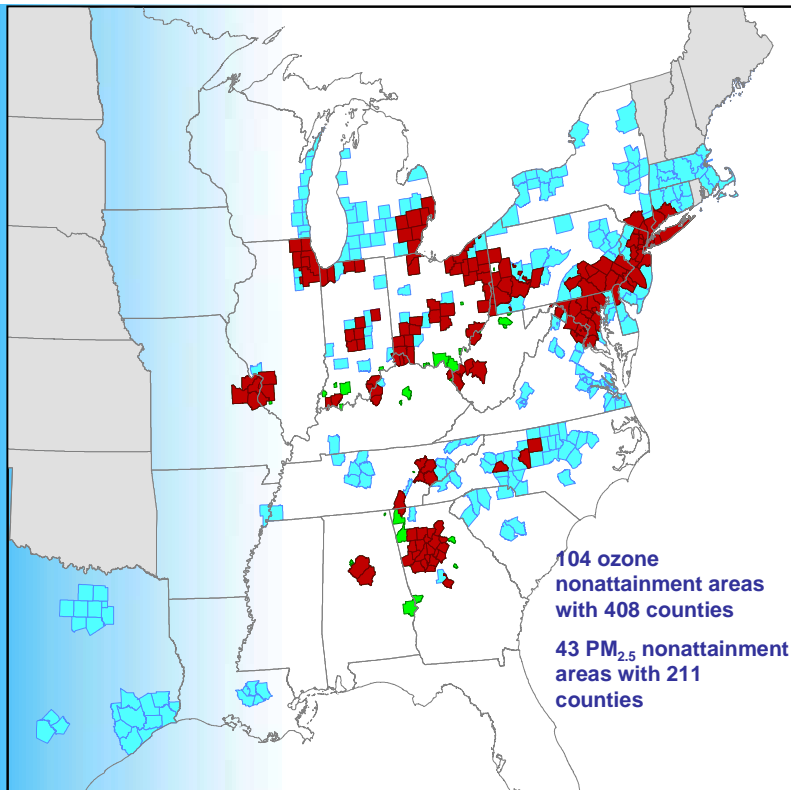 104 ozone
nonattainment areas
with 408 counties
43 PM2.5 nonattainment
areas with 211
counties